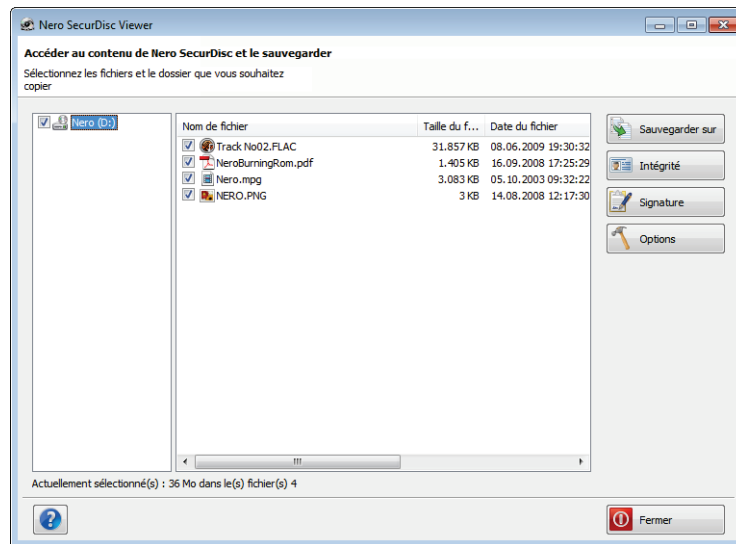 Nero SecurDisc Viewer
Accéder au contenu de Nero SecurDisc et le sauvegarder
Sélectionnez les fichiers et le dossier que vous souhaitez
copier
Nero (D:)
Nom de fichier Taille du f... Date du fichier
Track No02.FLAC 31.857 KB 08.06.2009 19:30:32
NeroBurningRom.pdf 1.405 KB 16.09.2008 17:25:29
Nero.mpg 3.083 KB 05.10.2003 09:32:22
NERO.PNG 3 KB 14.08.2008 12:17:30
Sauvegarder sur
Intégrité
Signature
Options
Actuellement sélectionné(s) : 36 Mo dans le(s) fichier(s) 4
Fermer